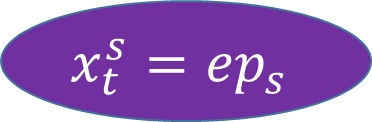 $x_t^s = ep_s$